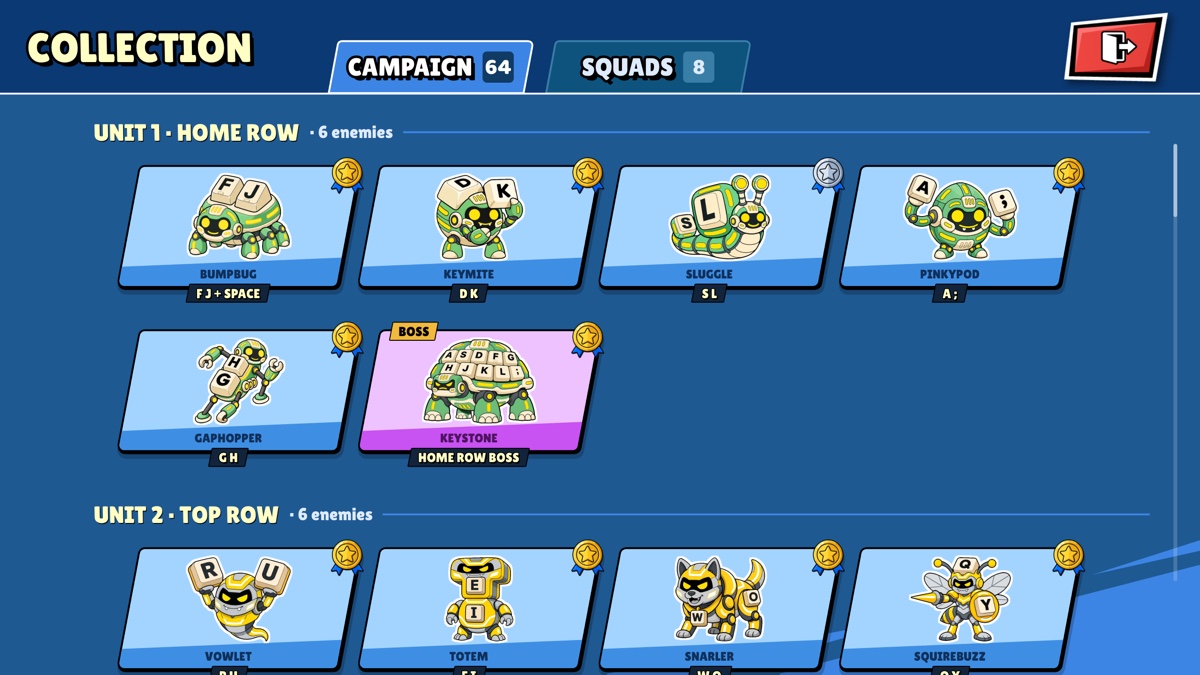 COLLECTION
CAMPAIGN 64
SQUADS 8
UNIT 1 · HOME ROW · 6 enemies
F J
D K
S L
A ;
BUMPBUG
KEYMITE
SLUGGLE
PINKYPOD
F J + SPACE
D K
S L
A ;
BOSS
H
G
A S D F G
H J K L ;
GAPHOPPER
KEYSTONE
G H
HOME ROW BOSS
UNIT 2 · TOP ROW · 6 enemies
R U
E
I
W O
Q
Y
VOWLET
TOTEM
SNARLER
SQUIREBUZZ
R U
E I
W O
Q Y